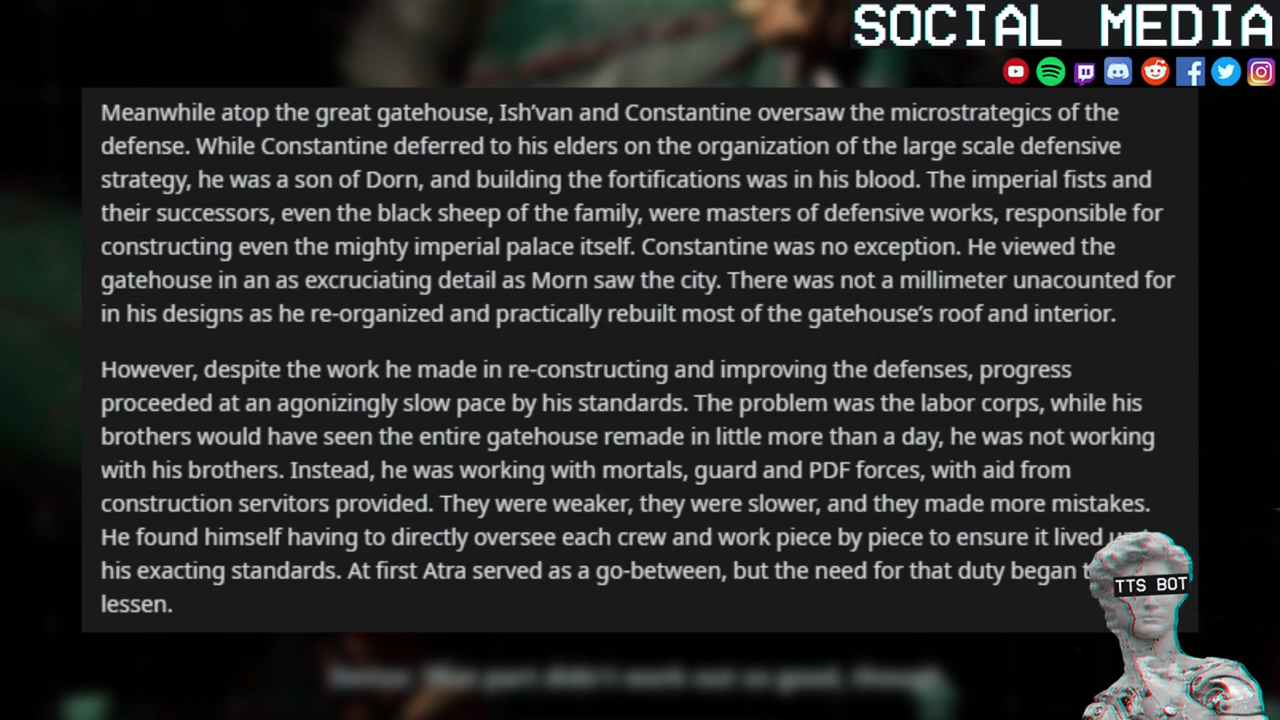 SOCIAL MEDIA
Meanwhile atop the great gatehouse, Ish’van and Constantine oversaw the microstrategics of the
defense. While Constantine deferred to his elders on the organization of the large scale defensive
strategy, he was a son of Dorn, and building the fortifications was in his blood. The imperial fists and
their successors, even the black sheep of the family, were masters of defensive works, responsible for
constructing even the mighty imperial palace itself. Constantine was no exception. He viewed the
gatehouse in an as excruciating detail as Morn saw the city. There was not a millimeter unacounted for
in his designs as he re-organized and practically rebuilt most of the gatehouse’s roof and interior.
However, despite the work he made in re-constructing and improving the defenses, progress
proceeded at an agonizingly slow pace by his standards. The problem was the labor corps, while his
brothers would have seen the entire gatehouse remade in little more than a day, he was not working
with his brothers. Instead, he was working with mortals, guard and PDF forces, with aid from
construction servitors provided. They were weaker, they were slower, and they made more mistakes.
He found himself having to directly oversee each crew and work piece by piece to ensure it lived
his exacting standards. At first Atra served as a go-between, but the need for that duty began
lessen.
TTS BOT